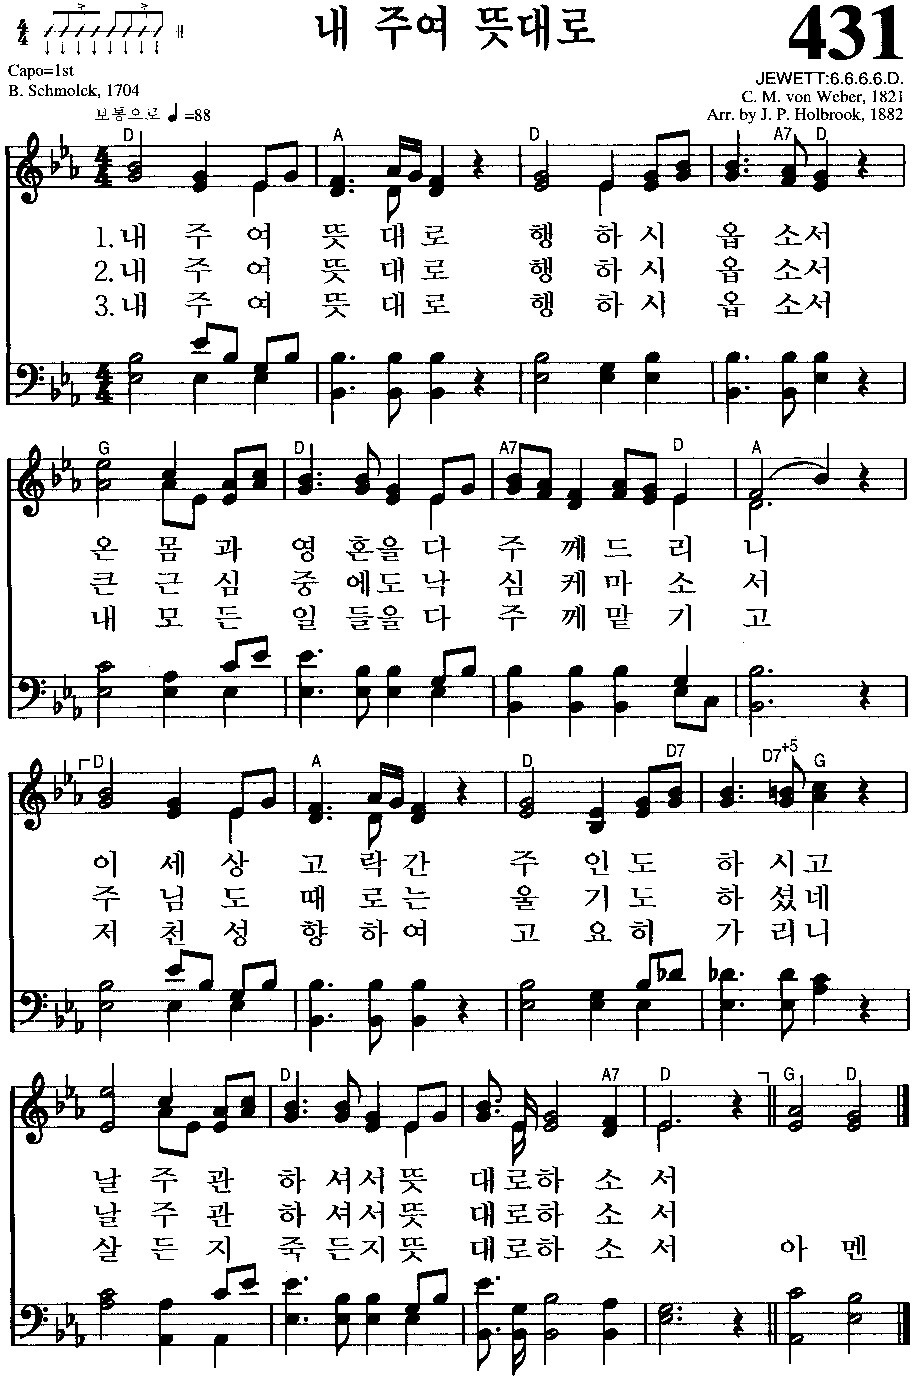 내 주여 뜻대로
431
Capo=1st
B. Schmolck, 1704
JEWETT:6.6.6.6.D.
C. M. von Weber, 1821
Arr. by J. P. Holbrook, 1882
보통으로 ♩=88
D A D A7 D
1.내 주 여 뜻 대 로 행 하 시 옵 소 서
2.내 주 여 뜻 대 로 행 하 시 옵 소 서
3.내 주 여 뜻 대 로 행 하 시 옵 소 서
G D A7 D A
온 몸 과 영 혼 을 다 주 께 드 리 니
큰 근 심 중 에 도 낙 심 케 마 소 서
내 모 든 일 들 을 다 주 께 맡 기 고
D A D D7 D7+5 G
이 세 상 고 락 간 주 인 도 하 시 고
주 님 도 때 로 는 울 기 도 하 셨 네
저 천 성 향 하 여 고 요 히 가 리 니
D A7 D G D
날 주 관 하 셔 서 뜻 대 로 하 소 서
날 주 관 하 셔 서 뜻 대 로 하 소 서
살 든 지 죽 든 지 뜻 대 로 하 소 서 아 멘